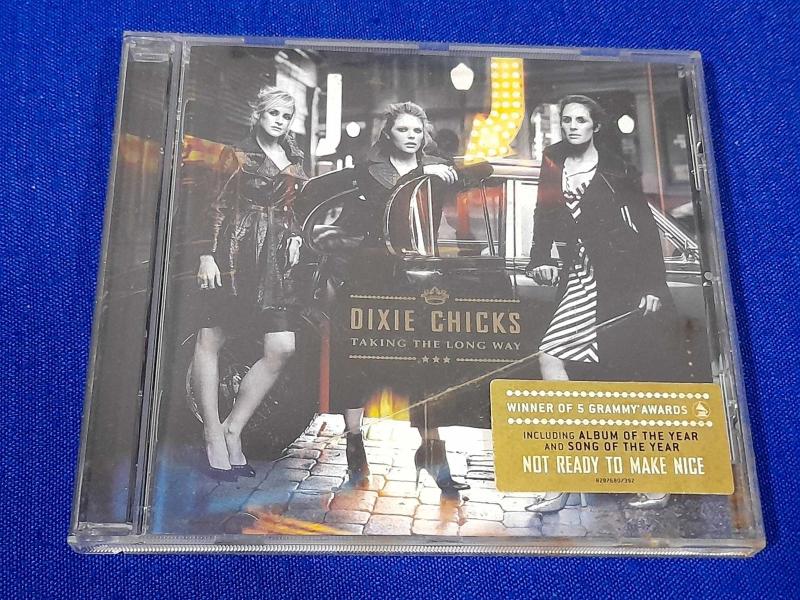 DIXIE CHICKS
TAKING THE LONG WAY
WINNER OF 5 GRAMMY® AWARDS
INCLUDING ALBUM OF THE YEAR
AND SONG OF THE YEAR
NOT READY TO MAKE NICE
82876807392